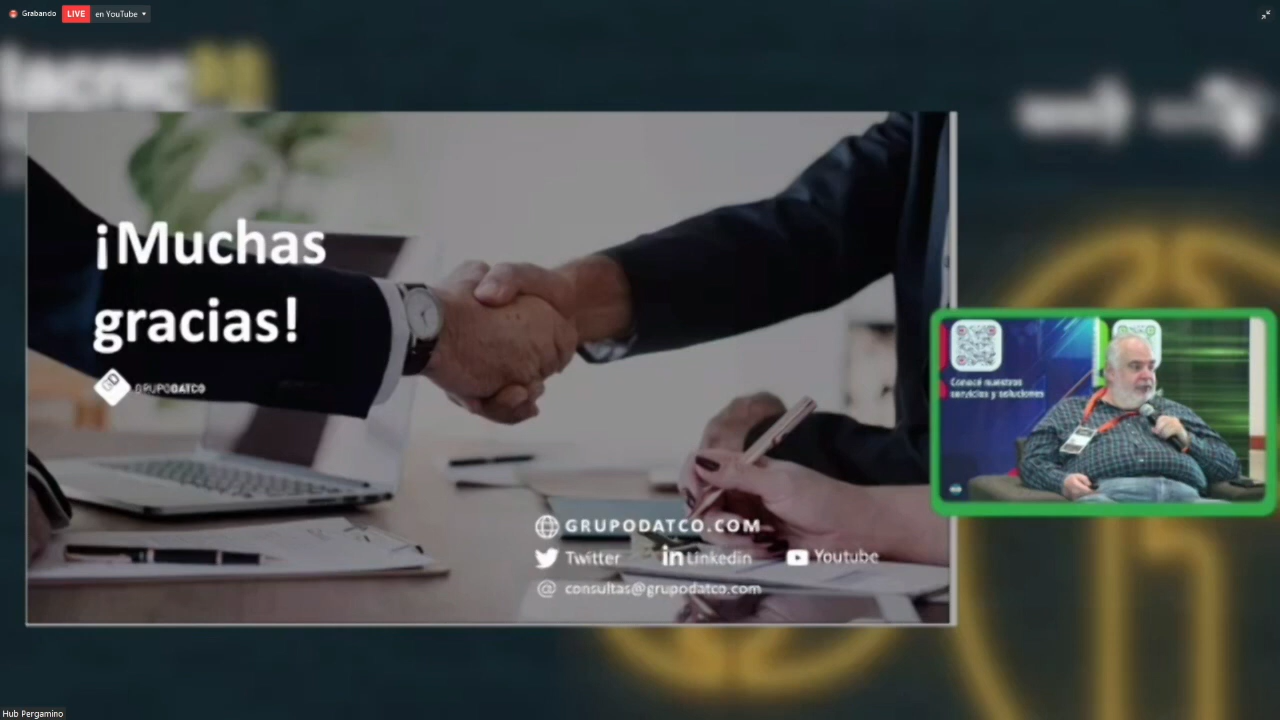 Grabando LIVE en YouTube
lacnic
¡Muchas
gracias!
GRUPODATCO
GRUPODATCO.COM
Twitter Linkedin Youtube
consultas@grupodatco.com
Conocé nuestros
servicios y soluciones
Hub Pergamino